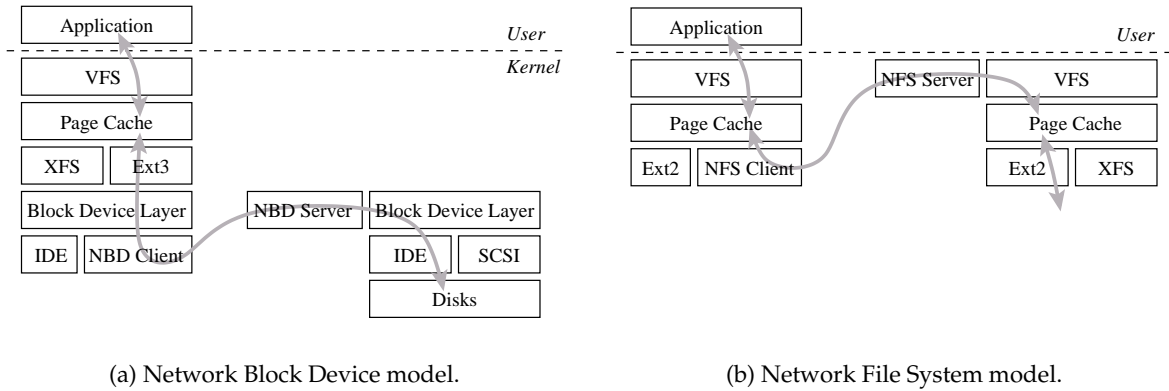 Application
User
Kernel
VFS
Page Cache
XFS
Ext3
Block Device Layer
NBD Server
Block Device Layer
IDE
NBD Client
IDE
SCSI
Disks
(a) Network Block Device model.
Application
User
VFS
NFS Server
VFS
Page Cache
Page Cache
Ext2
NFS Client
Ext2
XFS
(b) Network File System model.